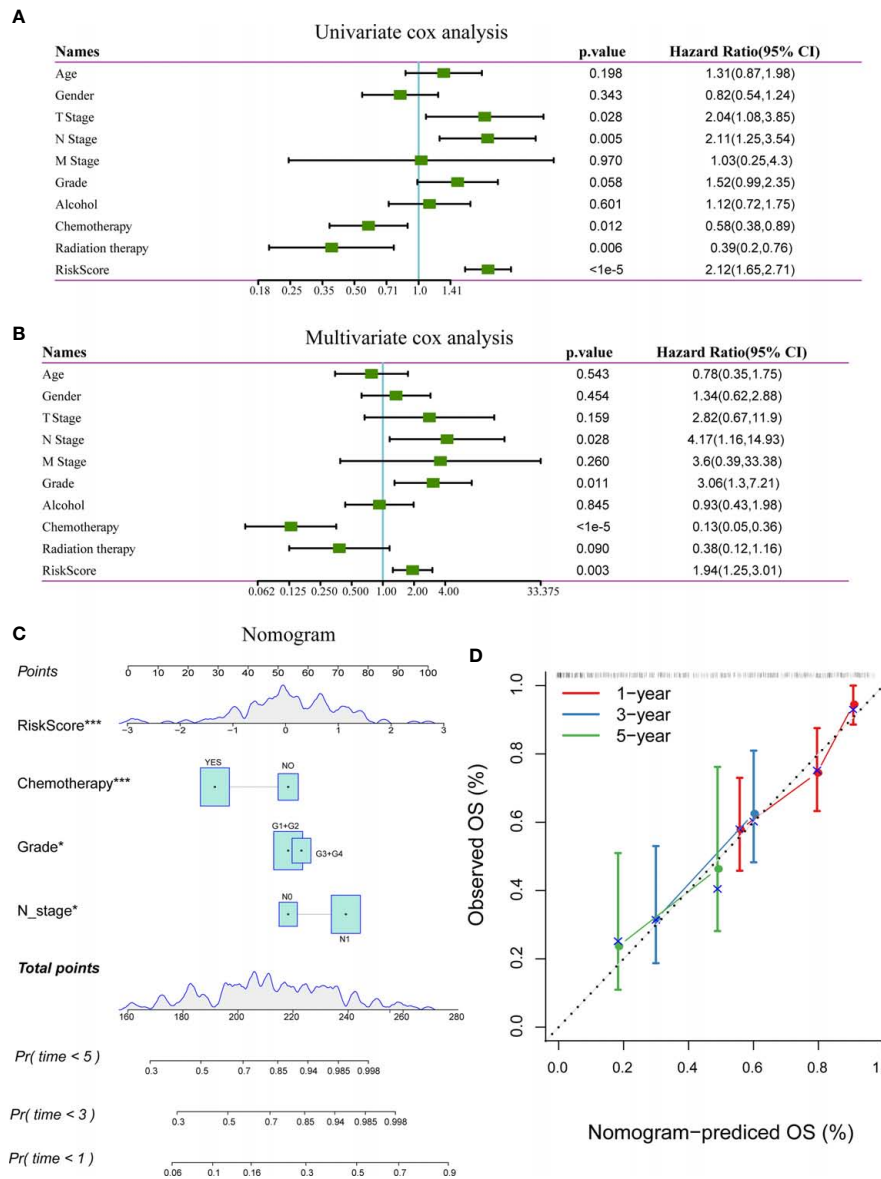 A
Univariate cox analysis
Names p.value Hazard Ratio(95% CI)
Age 0.198 1.31(0.87,1.98)
Gender 0.343 0.82(0.54,1.24)
T Stage 0.028 2.04(1.08,3.85)
N Stage 0.005 2.11(1.25,3.54)
M Stage 0.970 1.03(0.25,4.3)
Grade 0.058 1.52(0.99,2.35)
Alcohol 0.601 1.12(0.72,1.75)
Chemotherapy 0.012 0.58(0.38,0.89)
Radiation therapy 0.006 0.39(0.2,0.76)
RiskScore <1e-5 2.12(1.65,2.71)
0.18 0.25 0.35 0.50 0.71 1.0 1.41
B
Multivariate cox analysis
Names p.value Hazard Ratio(95% CI)
Age 0.543 0.78(0.35,1.75)
Gender 0.454 1.34(0.62,2.88)
T Stage 0.159 2.82(0.67,11.9)
N Stage 0.028 4.17(1.16,14.93)
M Stage 0.260 3.6(0.39,33.38)
Grade 0.011 3.06(1.3,7.21)
Alcohol 0.845 0.93(0.43,1.98)
Chemotherapy <1e-5 0.13(0.05,0.36)
Radiation therapy 0.090 0.38(0.12,1.16)
RiskScore 0.003 1.94(1.25,3.01)
0.062 0.125 0.250 0.500 1.00 2.00 4.00 33.375
C
Nomogram
Points 0 10 20 30 40 50 60 70 80 90 100
RiskScore***
−3 −2 −1 0 1 2 3
YES NO
Chemotherapy***
G1+G2
Grade*
G3+G4
N0
N_stage*
N1
Total points
160 180 200 220 240 260 280
Pr( time < 5 )
0.3 0.5 0.7 0.85 0.94 0.985 0.998
Pr( time < 3 )
0.3 0.5 0.7 0.85 0.94 0.985 0.998
Pr( time < 1 )
0.06 0.1 0.16 0.3 0.5 0.7 0.9
D
1−year
3−year
5−year
Observed OS (%)
1.0
0.8
0.6
0.4
0.2
0.0
0.0 0.2 0.4 0.6 0.8 1
Nomogram−prediced OS (%)